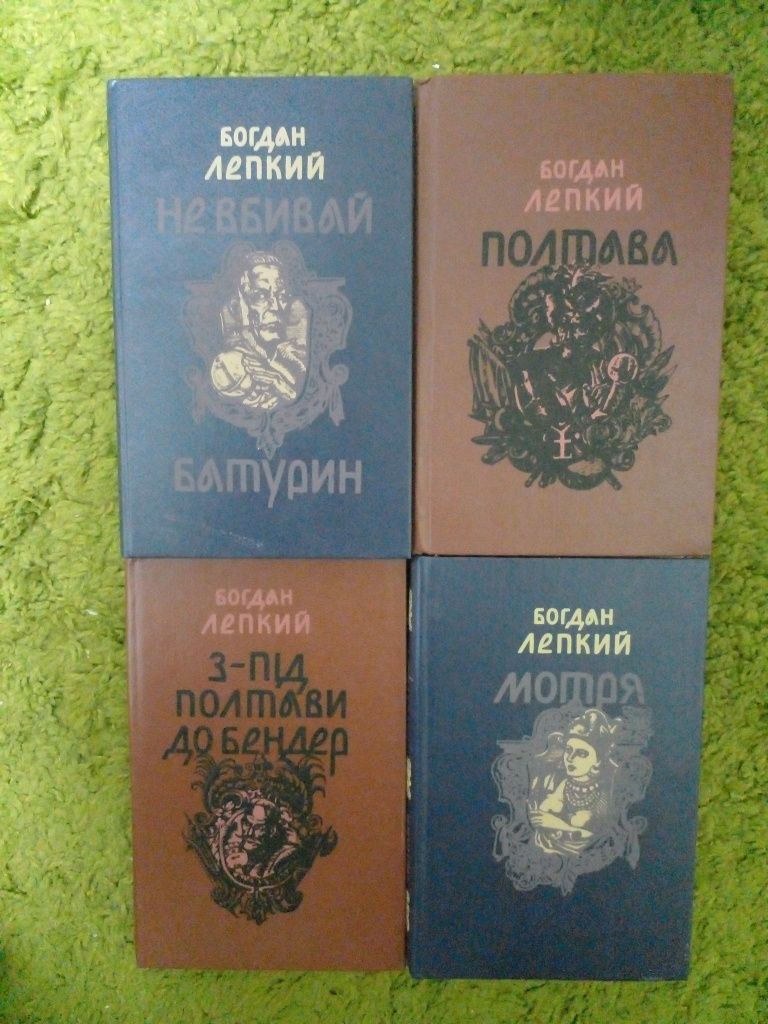 БОГДАН
ЛЕПКИЙ
НЕ ВБИВАЙ
БАТУРИН
БОГДАН
ЛЕПКИЙ
ПОЛТАВА
БОГДАН
ЛЕПКИЙ
З-ПІД
ПОЛТАВИ
ДО БЕНДЕР
БОГДАН
ЛЕПКИЙ
МОТРЯ